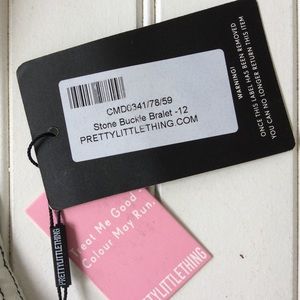 CMD0341/78/59
Stone Buckle Bralet -12
PRETTYLITTLETHING.COM
WARNING!
ONCE THIS LABEL HAS BEEN REMOVED
YOU CAN NO LONGER RETURN THIS ITEM
PRETTYLITTLETHING
Treat Me Good
Colour May Run.
PRETTYLITTLETHING